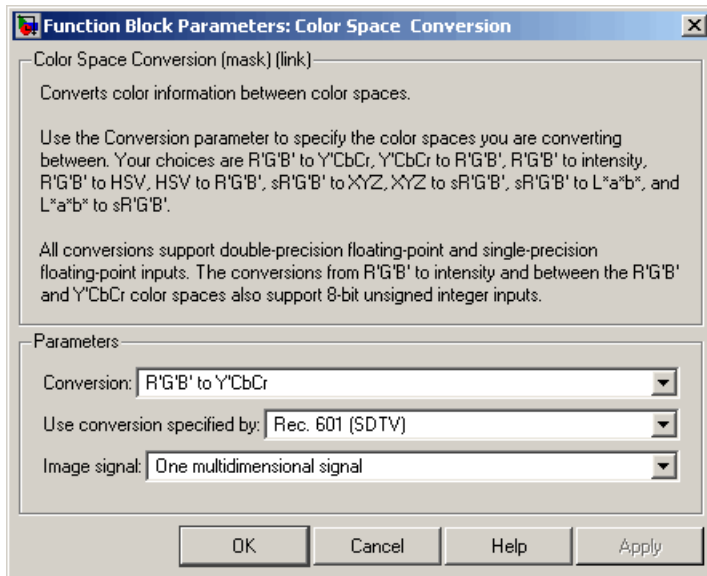 Function Block Parameters: Color Space Conversion
Color Space Conversion (mask) (link)
Converts color information between color spaces.
Use the Conversion parameter to specify the color spaces you are converting
between. Your choices are R'G'B' to Y'CbCr, Y'CbCr to R'G'B', R'G'B' to intensity,
R'G'B' to HSV, HSV to R'G'B', sR'G'B' to XYZ, XYZ to sR'G'B', sR'G'B' to L*a*b*, and
L*a*b* to sR'G'B'.
All conversions support double-precision floating-point and single-precision
floating-point inputs. The conversions from R'G'B' to intensity and between the R'G'B'
and Y'CbCr color spaces also support 8-bit unsigned integer inputs.
Parameters
Conversion: R'G'B' to Y'CbCr
Use conversion specified by: Rec. 601 (SDTV)
Image signal: One multidimensional signal
OK Cancel Help Apply